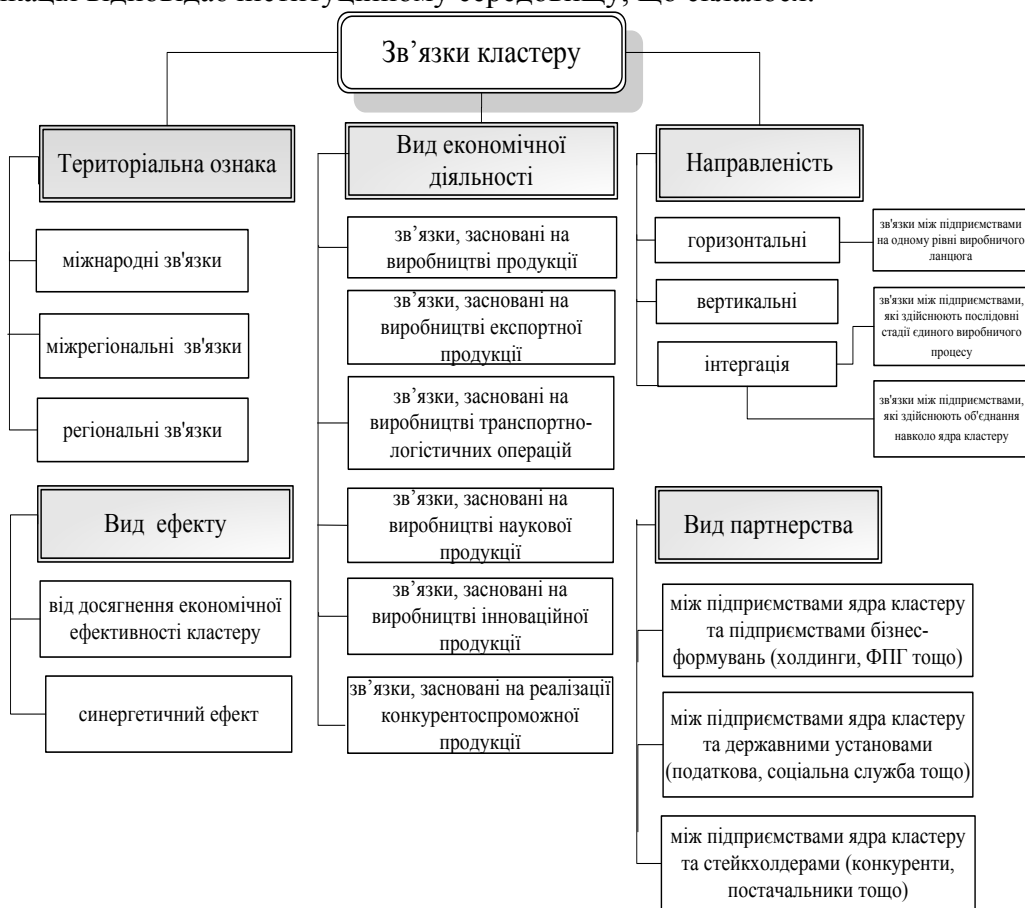 відповідає інституційному середовищу, що склалося.
Зв’язки кластеру
Територіальна ознака
міжнародні зв'язки
міжрегіональні зв'язки
регіональні зв'язки
Вид ефекту
від досягнення економічної
ефективності кластеру
синергетичний ефект
Вид економічної
діяльності
зв’язки, засновані на
виробництві продукції
зв’язки, засновані на
виробництві експортної
продукції
зв’язки, засновані на
виробництві транспортно-
логістичних операцій
зв’язки, засновані на
виробництві наукової
продукції
зв’язки, засновані на
виробництві інноваційної
продукції
зв’язки, засновані на реалізації
конкурентоспроможної
продукції
Направленість
горизонтальні
зв'язки між підприємствами
на одному рівні виробничого
ланцюга
вертикальні
зв'язки між підприємствами,
які здійснюють послідовні
стадії єдиного виробничого
процесу
інтергація
зв'язки між підприємствами,
які здійснюють об'єднання
навколо ядра кластеру
Вид партнерства
між підприємствами ядра кластеру
та підприємствами бізнес-
формувань (холдинги, ФПГ тощо)
між підприємствами ядра кластеру
та державними установами
(податкова, соціальна служба тощо)
між підприємствами ядра кластеру
та стейкхолдерами (конкуренти,
постачальники тощо)